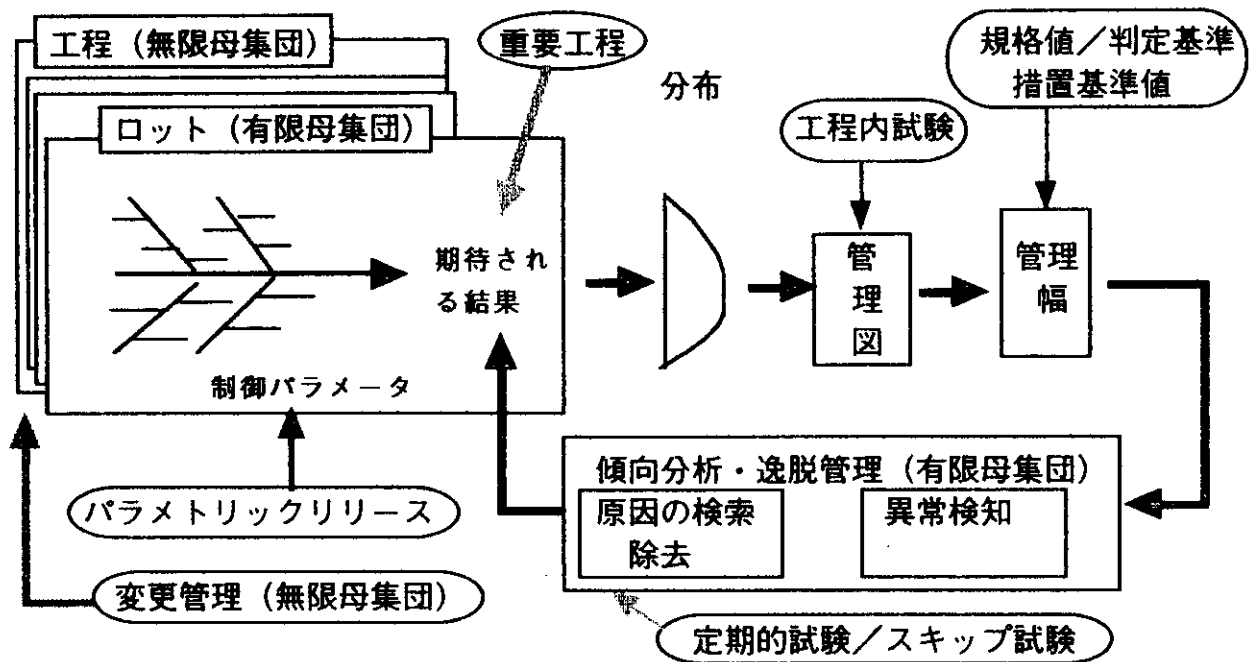 工程（無限母集団）
重要工程
規格値／判定基準
措置基準値
分布
ロット（有限母集団）
工程内試験
期待され
る結果
管
理
図
管理
幅
制御パラメータ
傾向分析・逸脱管理（有限母集団）
パラメトリックリリース
原因の検索
除去
異常検知
変更管理（無限母集団）
定期的試験／スキップ試験